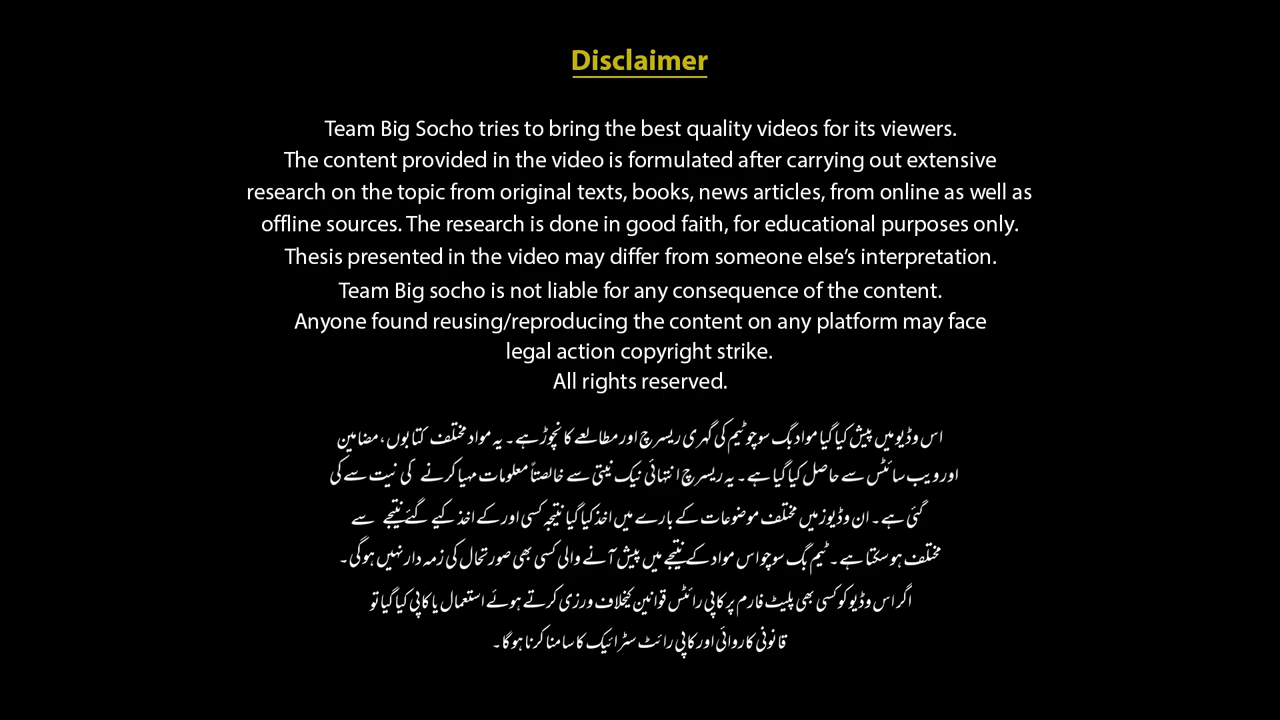 Disclaimer
Team Big Socho tries to bring the best quality videos for its viewers.
The content provided in the video is formulated after carrying out extensive
research on the topic from original texts, books, news articles, from online as well as
offline sources. The research is done in good faith, for educational purposes only.
Thesis presented in the video may differ from someone else’s interpretation.
Team Big socho is not liable for any consequence of the content.
Anyone found reusing/reproducing the content on any platform may face
legal action copyright strike.
All rights reserved.
اس وڈیو میں پیش کیا گیا مواد بگ سوچو ٹیم کی گہری ریسرچ اور مطالعے کا نچوڑ ہے۔ یہ مواد مختلف کتابوں، مضامین
اور ویب سائٹس سے حاصل کیا گیا ہے۔ یہ ریسرچ انتہائی نیک نیتی سے خالصتاً معلومات مہیا کرنے کی نیت سے کی
گئی ہے۔ ان وڈیوز میں مختلف موضوعات کے بارے میں اخذ کیا گیا نتیجہ کسی اور کے اخذ کیے گئے نتیجے سے
مختلف ہو سکتا ہے۔ ٹیم بگ سوچو اس مواد کے نتیجے میں پیش آنے والی کسی بھی صورتحال کی زمہ دار نہیں ہوگی۔
اگر اس وڈیو کو کسی بھی پلیٹ فارم پر کاپی رائٹس قوانین کیخلاف ورزی کرتے ہوئے استعمال یا کاپی کیا گیا تو
قانونی کاروائی اور کاپی رائٹ سٹرائیک کا سامنا کرنا ہوگا۔